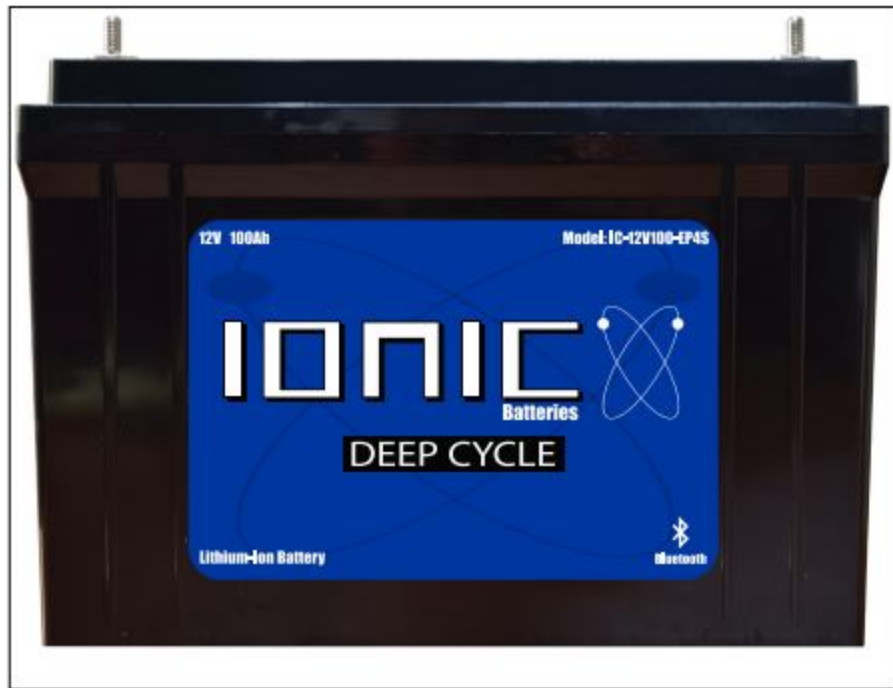 12V 100Ah
Model: IC-12V100-EP4S
IONIC
Batteries
DEEP CYCLE
Lithium-Ion Battery
Bluetooth